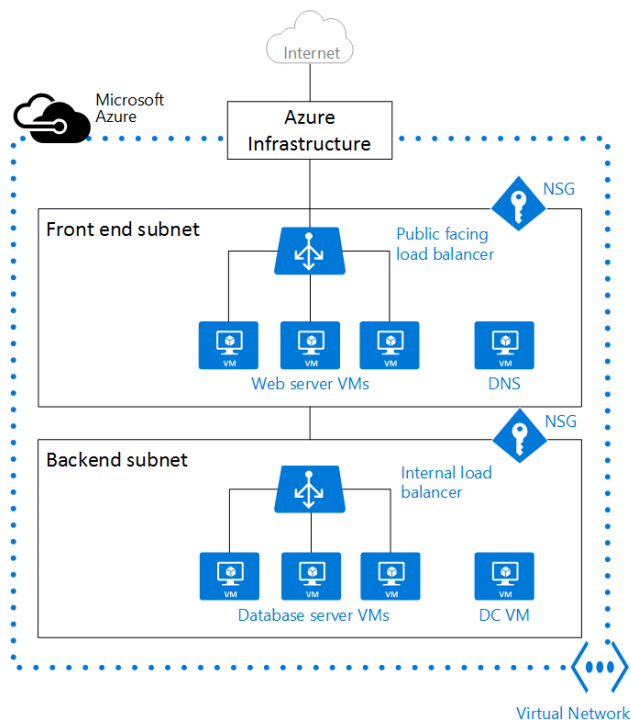 Internet
Microsoft
Azure
Azure
Infrastructure
NSG
Front end subnet
Public facing
load balancer
VM
VM
VM
VM
Web server VMs
DNS
NSG
Backend subnet
Internal load
balancer
VM
VM
VM
VM
Database server VMs
DC VM
Virtual Network